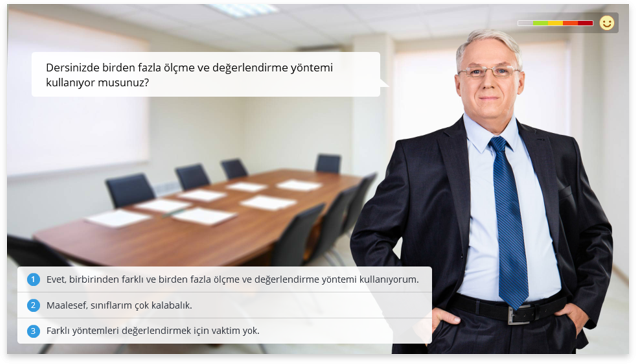 Dersinizde birden fazla ölçme ve değerlendirme yöntemi
kullanıyor musunuz?
1 Evet, birbirinden farklı ve birden fazla ölçme ve değerlendirme yöntemi kullanıyorum.
2 Maalesef, sınıflarım çok kalabalık.
3 Farklı yöntemleri değerlendirmek için vaktim yok.